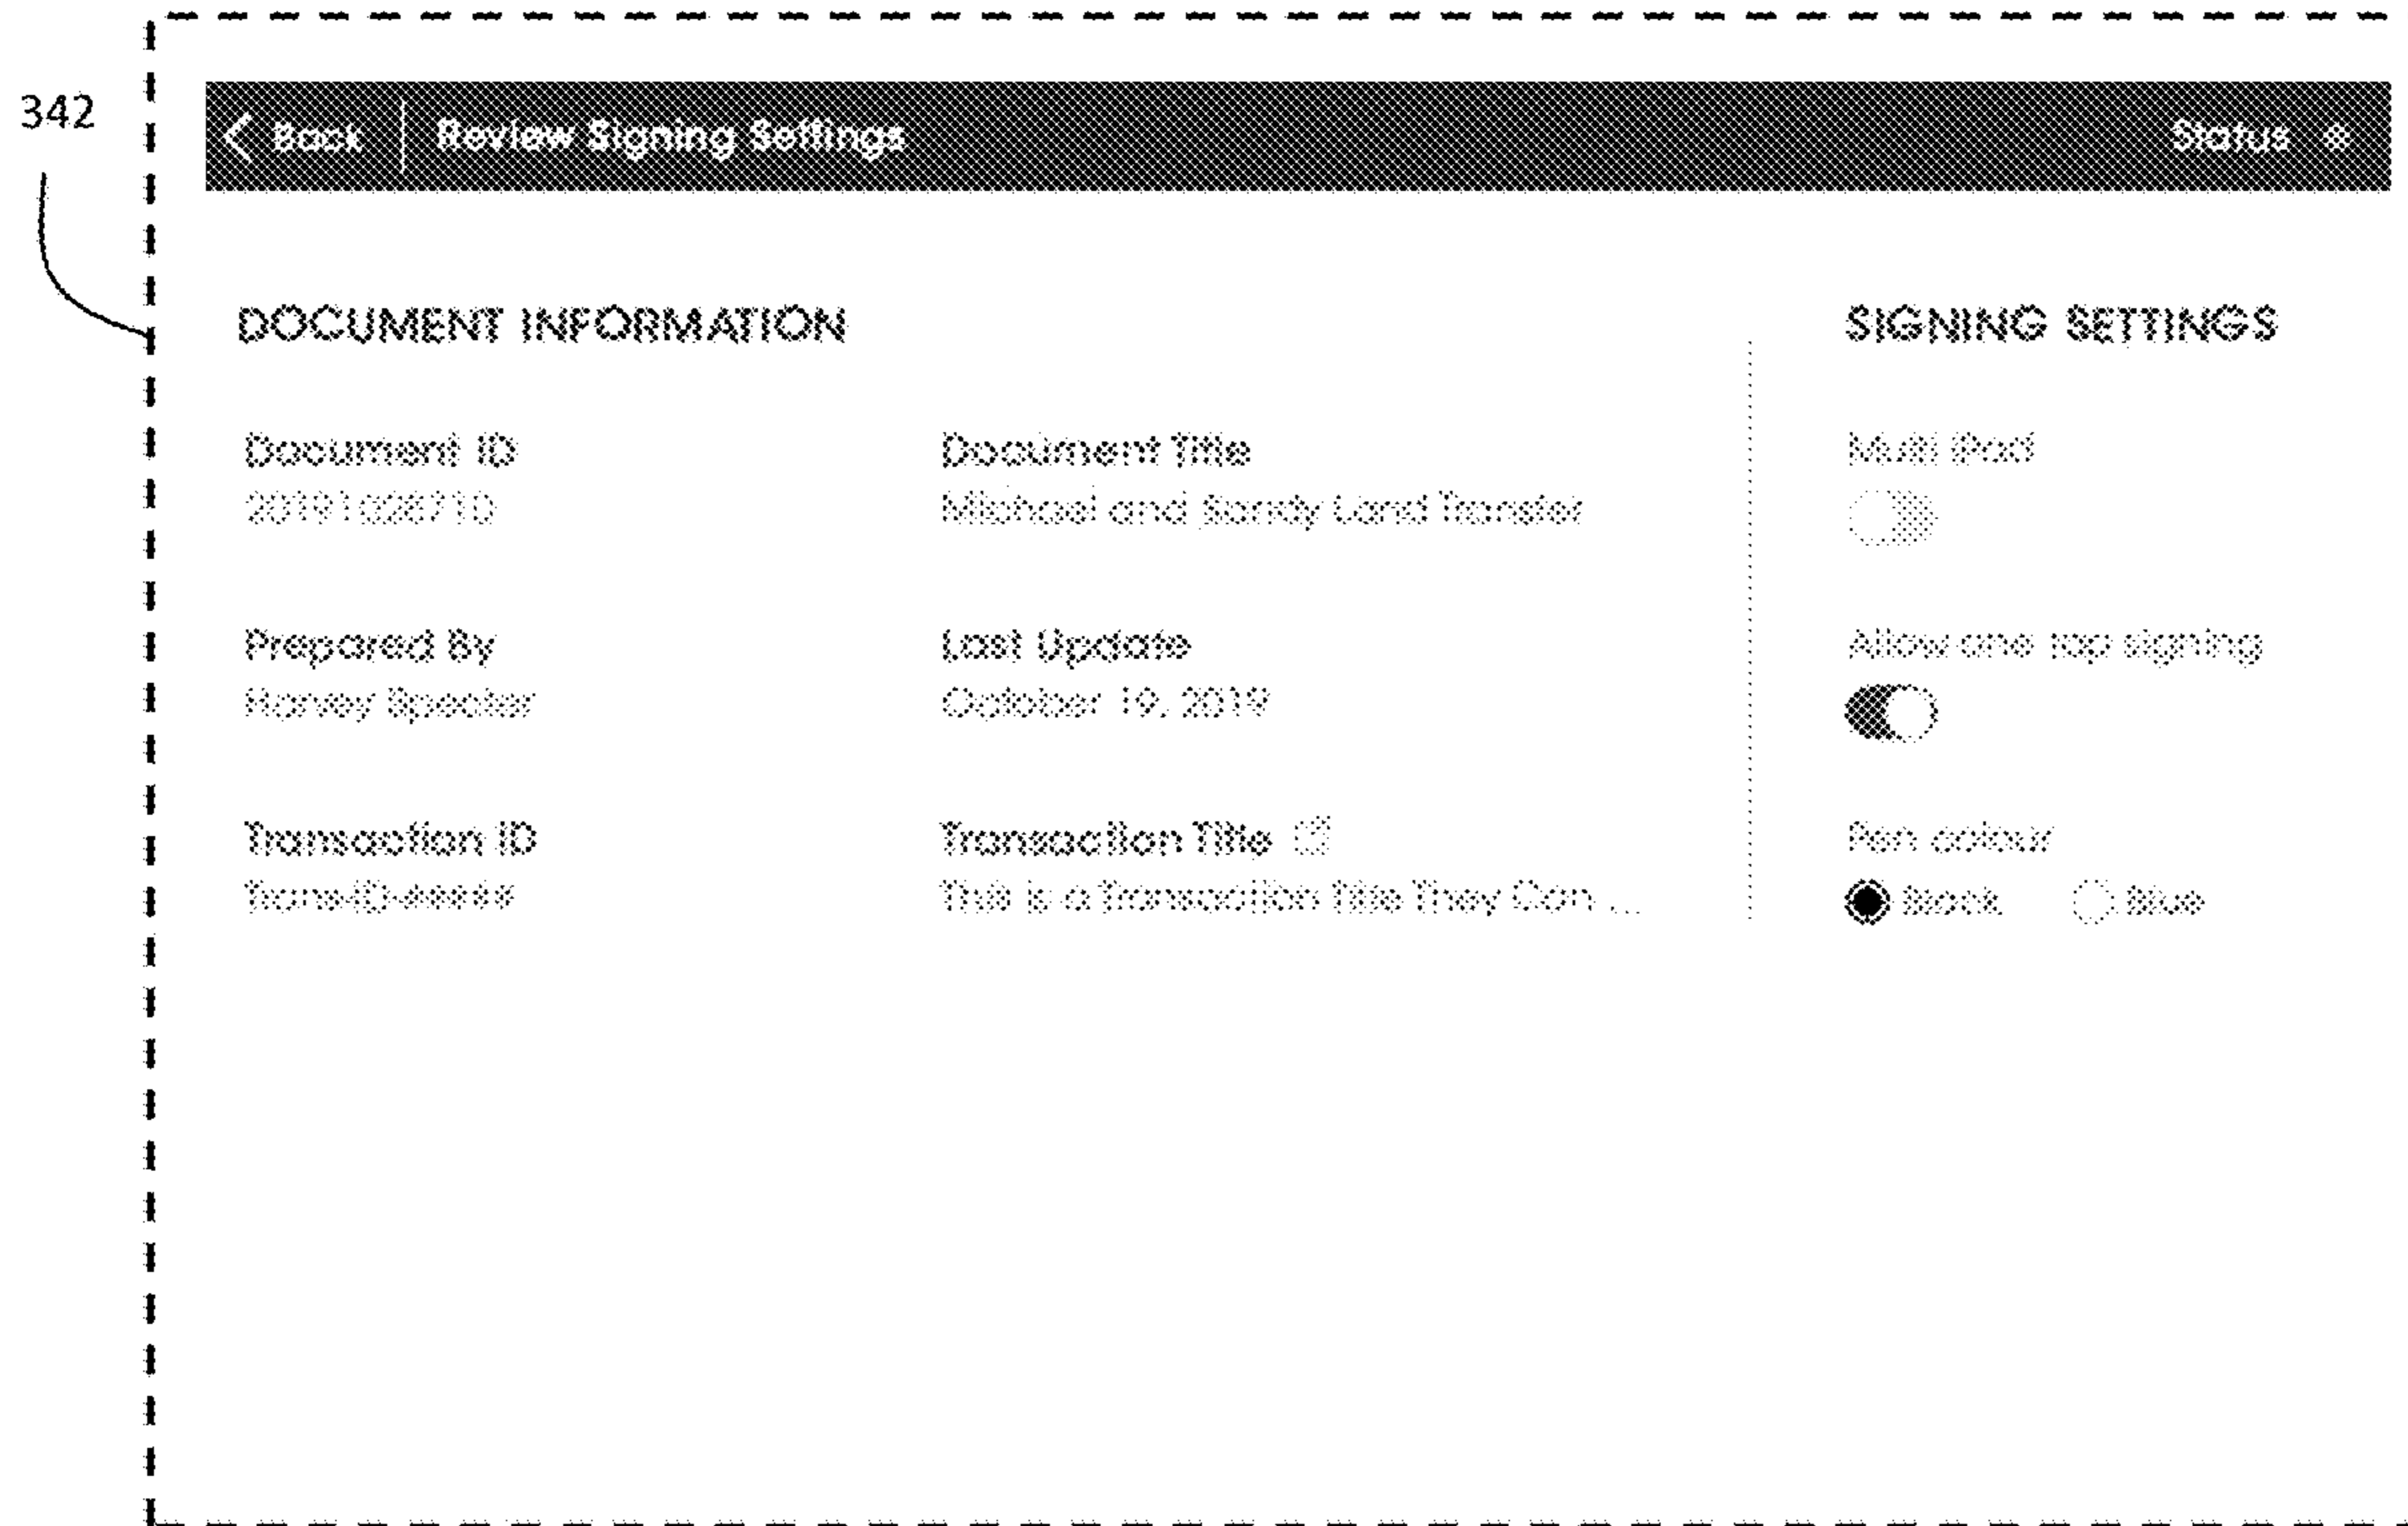 342
Back Review Signing Settings Status
DOCUMENT INFORMATION SIGNING SETTINGS
Document ID Document Title Multi iPad
Michael and Sandy Land Transfer
Prepared By Last Update Allow one tap signing
Harvey Specter October 19, 2019
Transaction ID Transaction Title Pen colour
Trans-ID-##### This is a Transaction Title They Can ... Black Blue